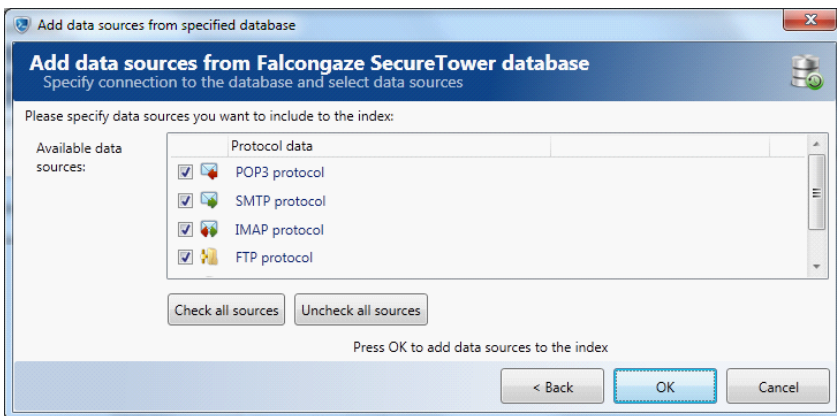 Add data sources from specified database
Add data sources from Falcongaze SecureTower database
Specify connection to the database and select data sources
Please specify data sources you want to include to the index:
Available data sources:
Protocol data
POP3 protocol
SMTP protocol
IMAP protocol
FTP protocol
Check all sources
Uncheck all sources
Press OK to add data sources to the index
< Back
OK
Cancel